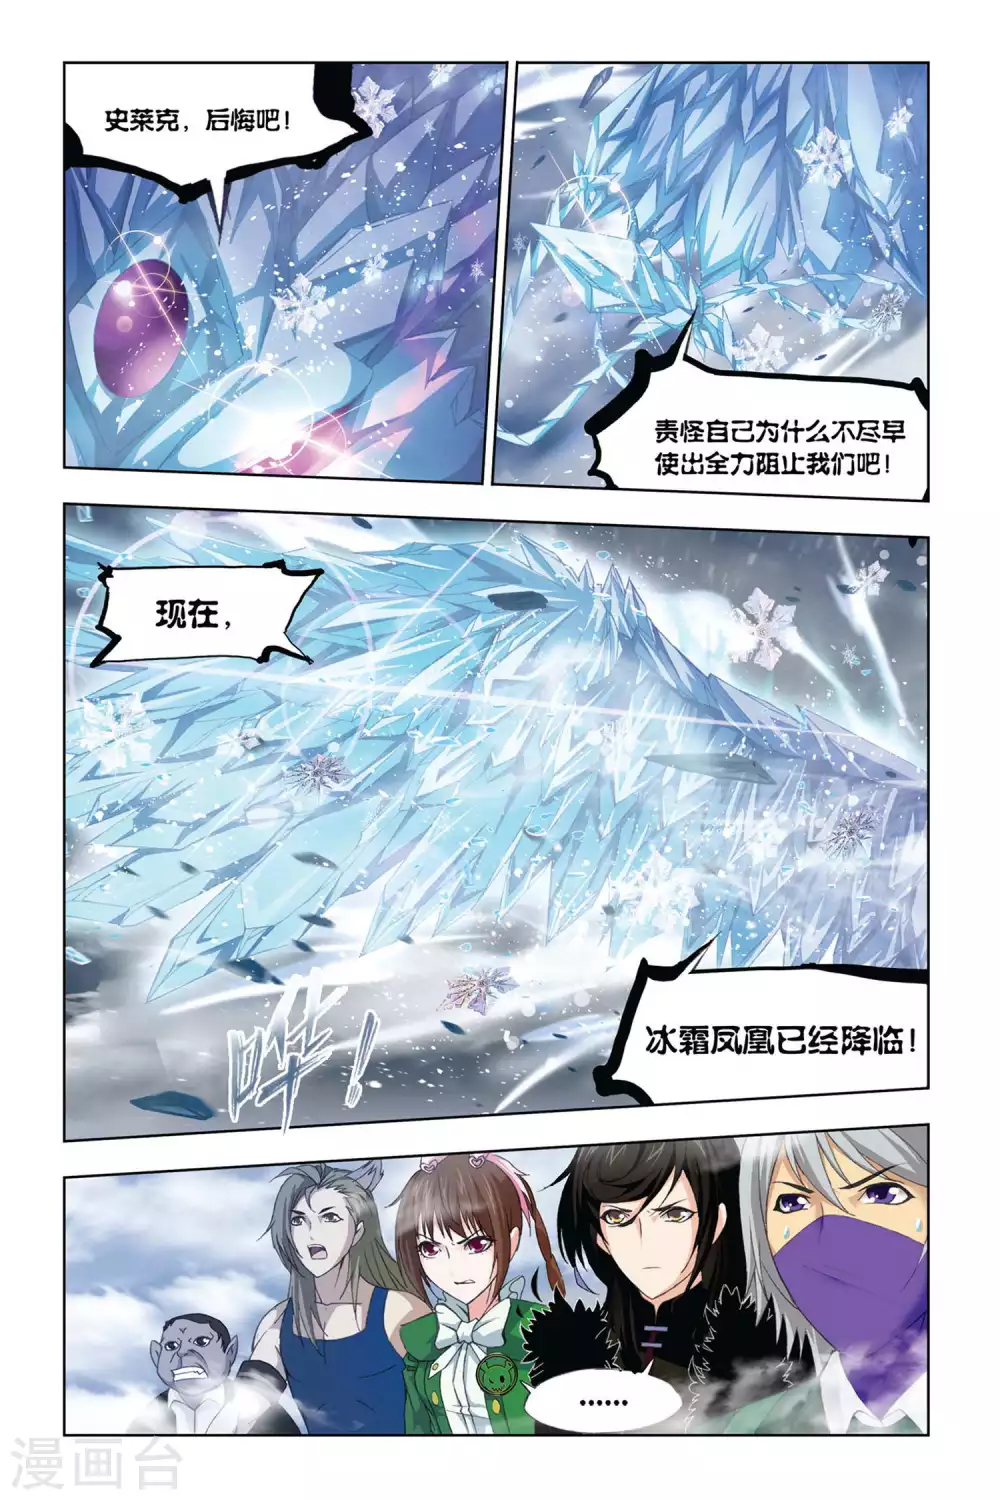 史莱克，后悔吧！
责怪自己为什么不尽早
使出全力阻止我们吧！
现在，
冰霜凤凰已经降临！
哗！
……
漫画台